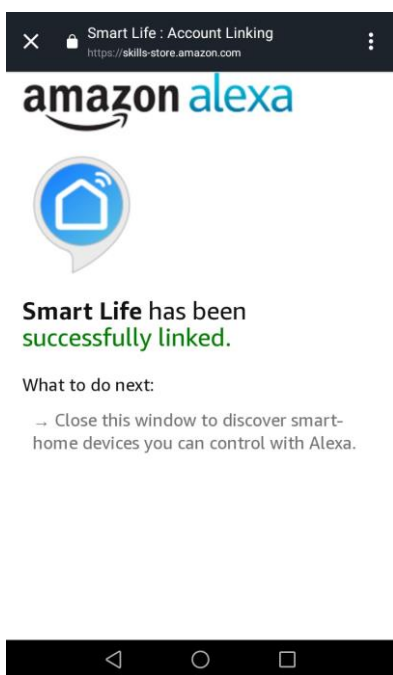 Smart Life : Account Linking
https://skills-store.amazon.com
amazon alexa
Smart Life has been
successfully linked.
What to do next:
→ Close this window to discover smart-
home devices you can control with Alexa.